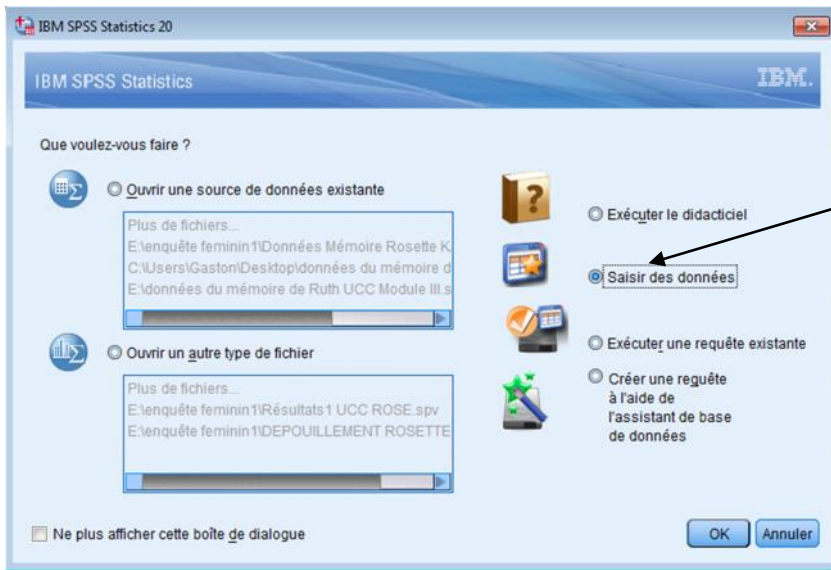 IBM SPSS Statistics 20
IBM SPSS Statistics
IBM.
Que voulez-vous faire ?
Ouvrir une source de données existante
Plus de fichiers...
E:\enquête feminin1\Données Mémoire Rosette K
C:\Users\Gaston\Desktop\données du mémoire d
E:\données du mémoire de Ruth UCC Module III.s
Ouvrir un autre type de fichier
Plus de fichiers...
E:\enquête feminin1\Résultats1 UCC ROSE.spv
E:\enquête feminin1\DEPOUILLEMENT ROSETTE
Exécuter le didacticiel
Saisir des données
Exécuter une requête existante
Créer une requête
à l'aide de
l'assistant de base
de données
Ne plus afficher cette boîte de dialogue
OK
Annuler